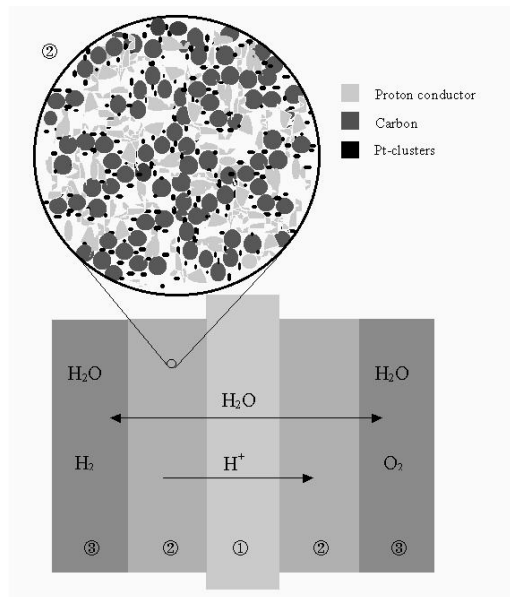 ②
Proton conductor
Carbon
Pt-clusters
H₂O
H₂O
H₂O
H₂
H⁺
O₂
③
②
①
②
③